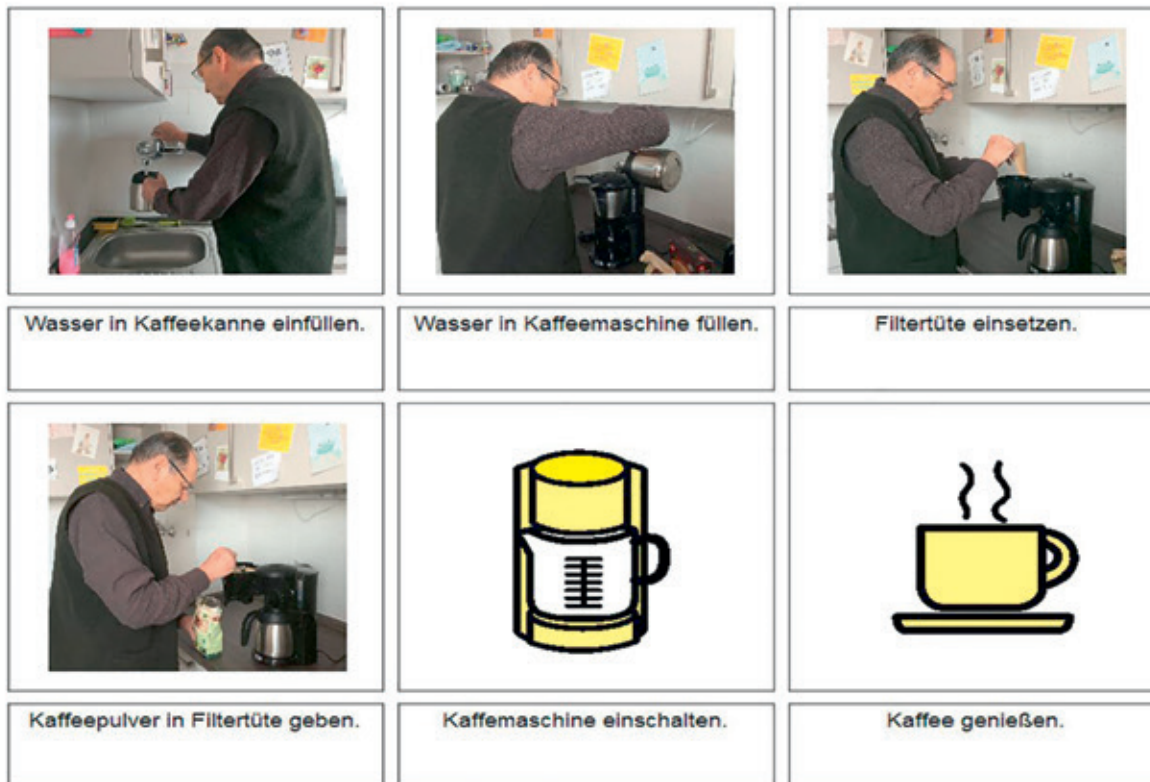 Wasser in Kaffeekanne einfüllen.
Wasser in Kaffeemaschine füllen.
Filtertüte einsetzen.
Kaffeepulver in Filtertüte geben.
Kaffemaschine einschalten.
Kaffee genießen.